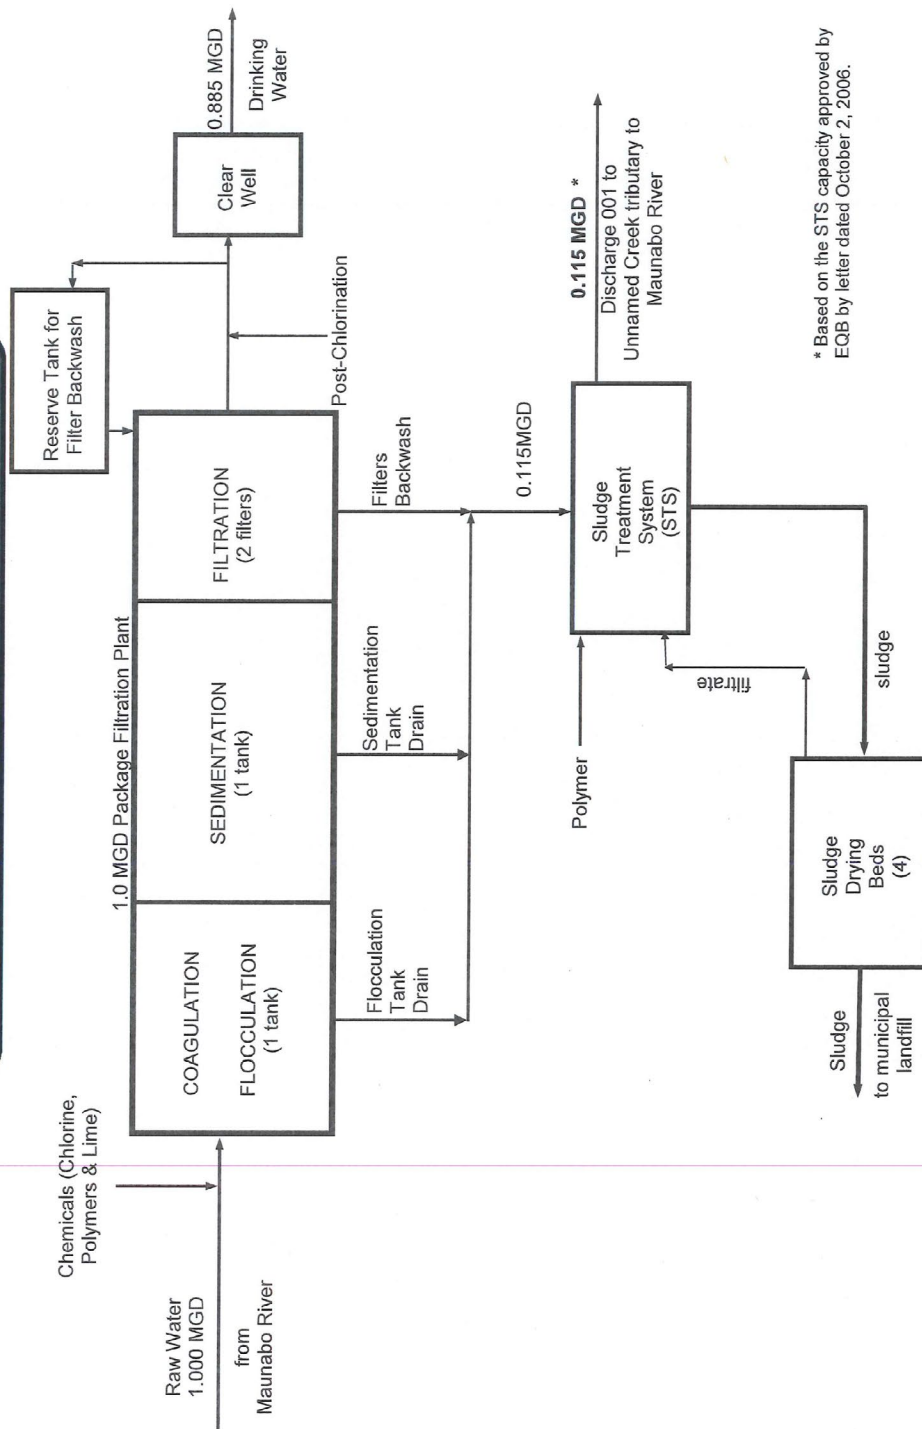 Raw Water
1.000 MGD
from
Maunabo River
Chemicals (Chlorine,
Polymers & Lime)
1.0 MGD Package Filtration Plant
COAGULATION
FLOCCULATION
(1 tank)
SEDIMENTATION
(1 tank)
FILTRATION
(2 filters)
Reserve Tank for
Filter Backwash
Post-Chlorination
Clear
Well
0.885 MGD
Drinking
Water
Flocculation
Tank
Drain
Sedimentation
Tank
Drain
Filters
Backwash
0.115MGD
Polymer
Sludge
Treatment
System
(STS)
0.115 MGD *
Discharge 001 to
Unnamed Creek tributary to
Maunabo River
filtrate
sludge
Sludge
Drying
Beds
(4)
Sludge
to municipal
landfill
* Based on the STS capacity approved by
EQB by letter dated October 2, 2006.